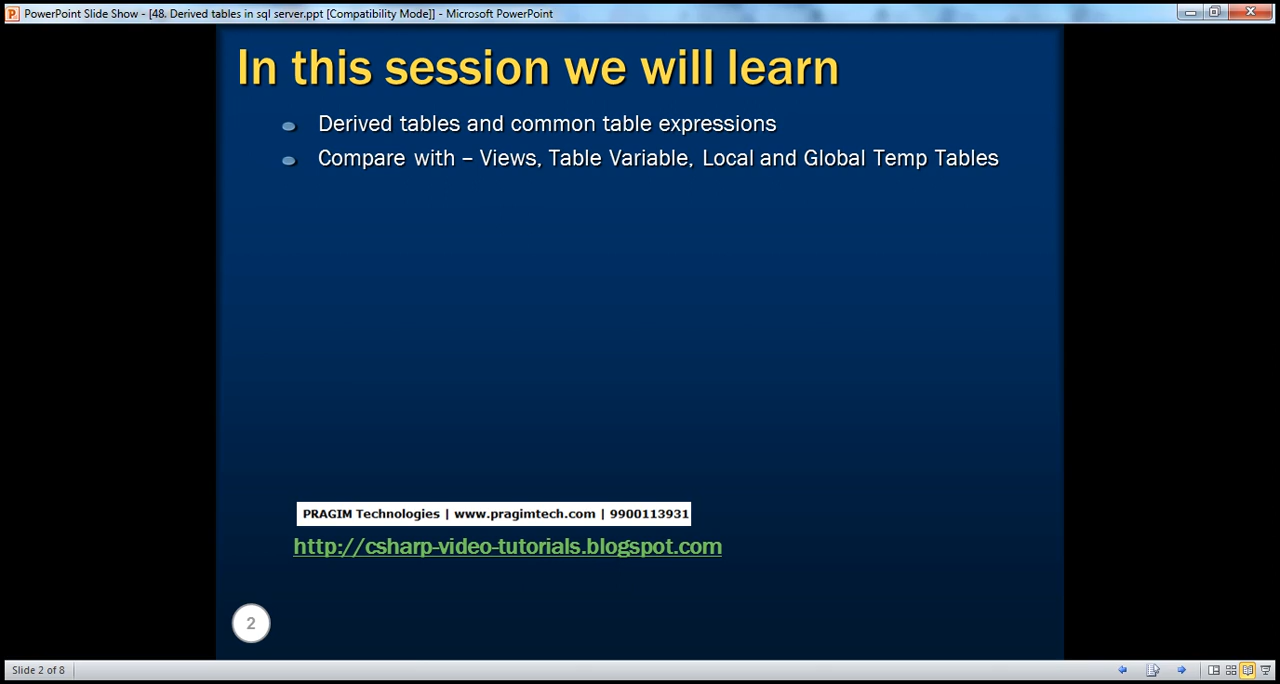 PowerPoint Slide Show - [48. Derived tables in sql server.ppt [Compatibility Mode]] - Microsoft PowerPoint
In this session we will learn
Derived tables and common table expressions
Compare with – Views, Table Variable, Local and Global Temp Tables
PRAGIM Technologies | www.pragimtech.com | 9900113931
http://csharp-video-tutorials.blogspot.com
2
Slide 2 of 8